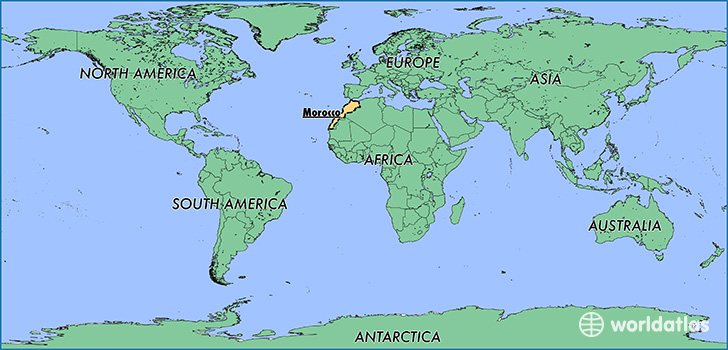 NORTH AMERICA
EUROPE
ASIA
Morocco
AFRICA
SOUTH AMERICA
AUSTRALIA
ANTARCTICA
worldatlas